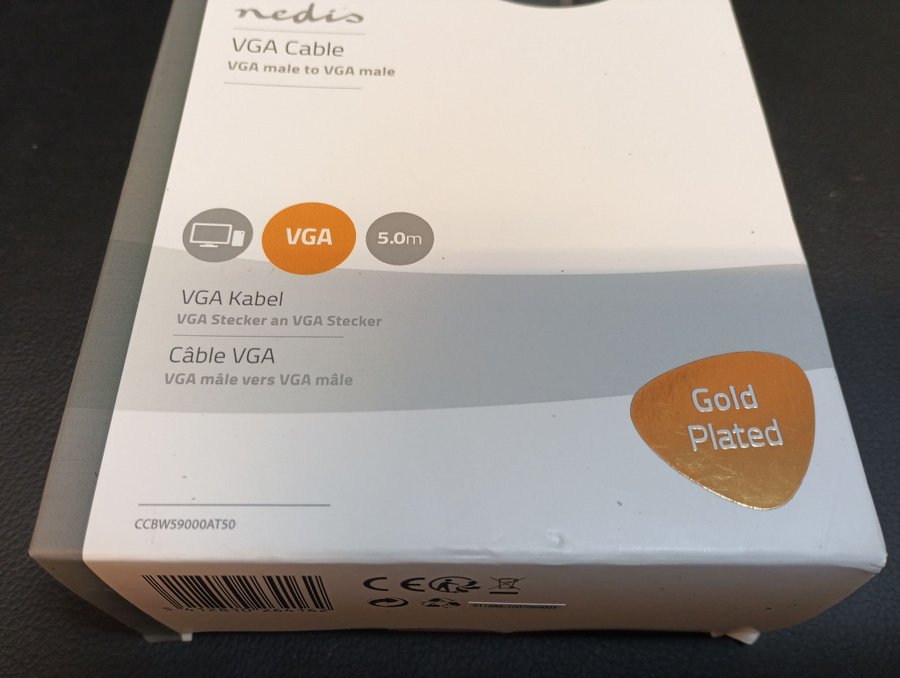 nedis
VGA Cable
VGA male to VGA male
VGA
5.0m
VGA Kabel
VGA Stecker an VGA Stecker
Câble VGA
VGA mâle vers VGA mâle
Gold
Plated
CCBW59000AT50
CE